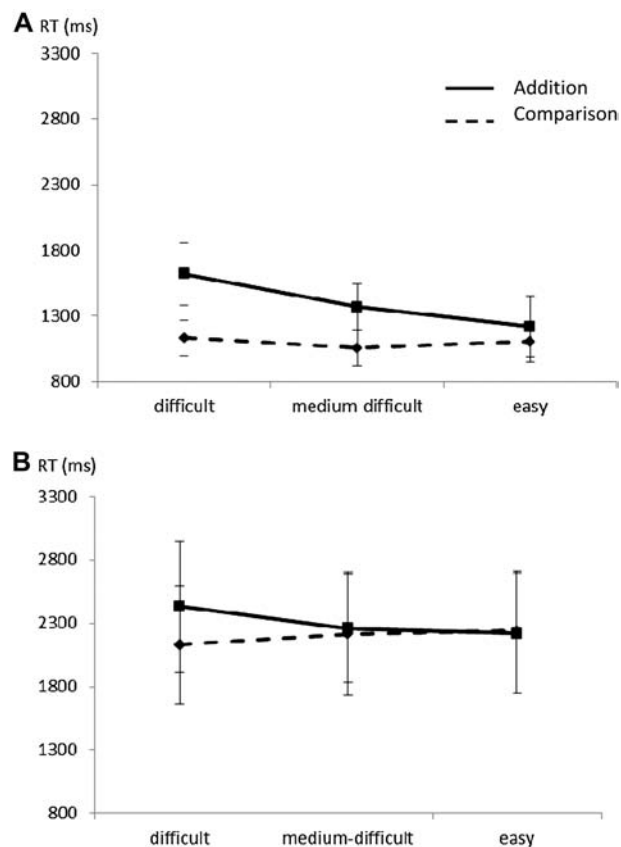 A RT (ms)
3300
2800
2300
1800
1300
800
Addition
Comparison
difficult medium difficult easy
B RT (ms)
3300
2800
2300
1800
1300
800
difficult medium-difficult easy